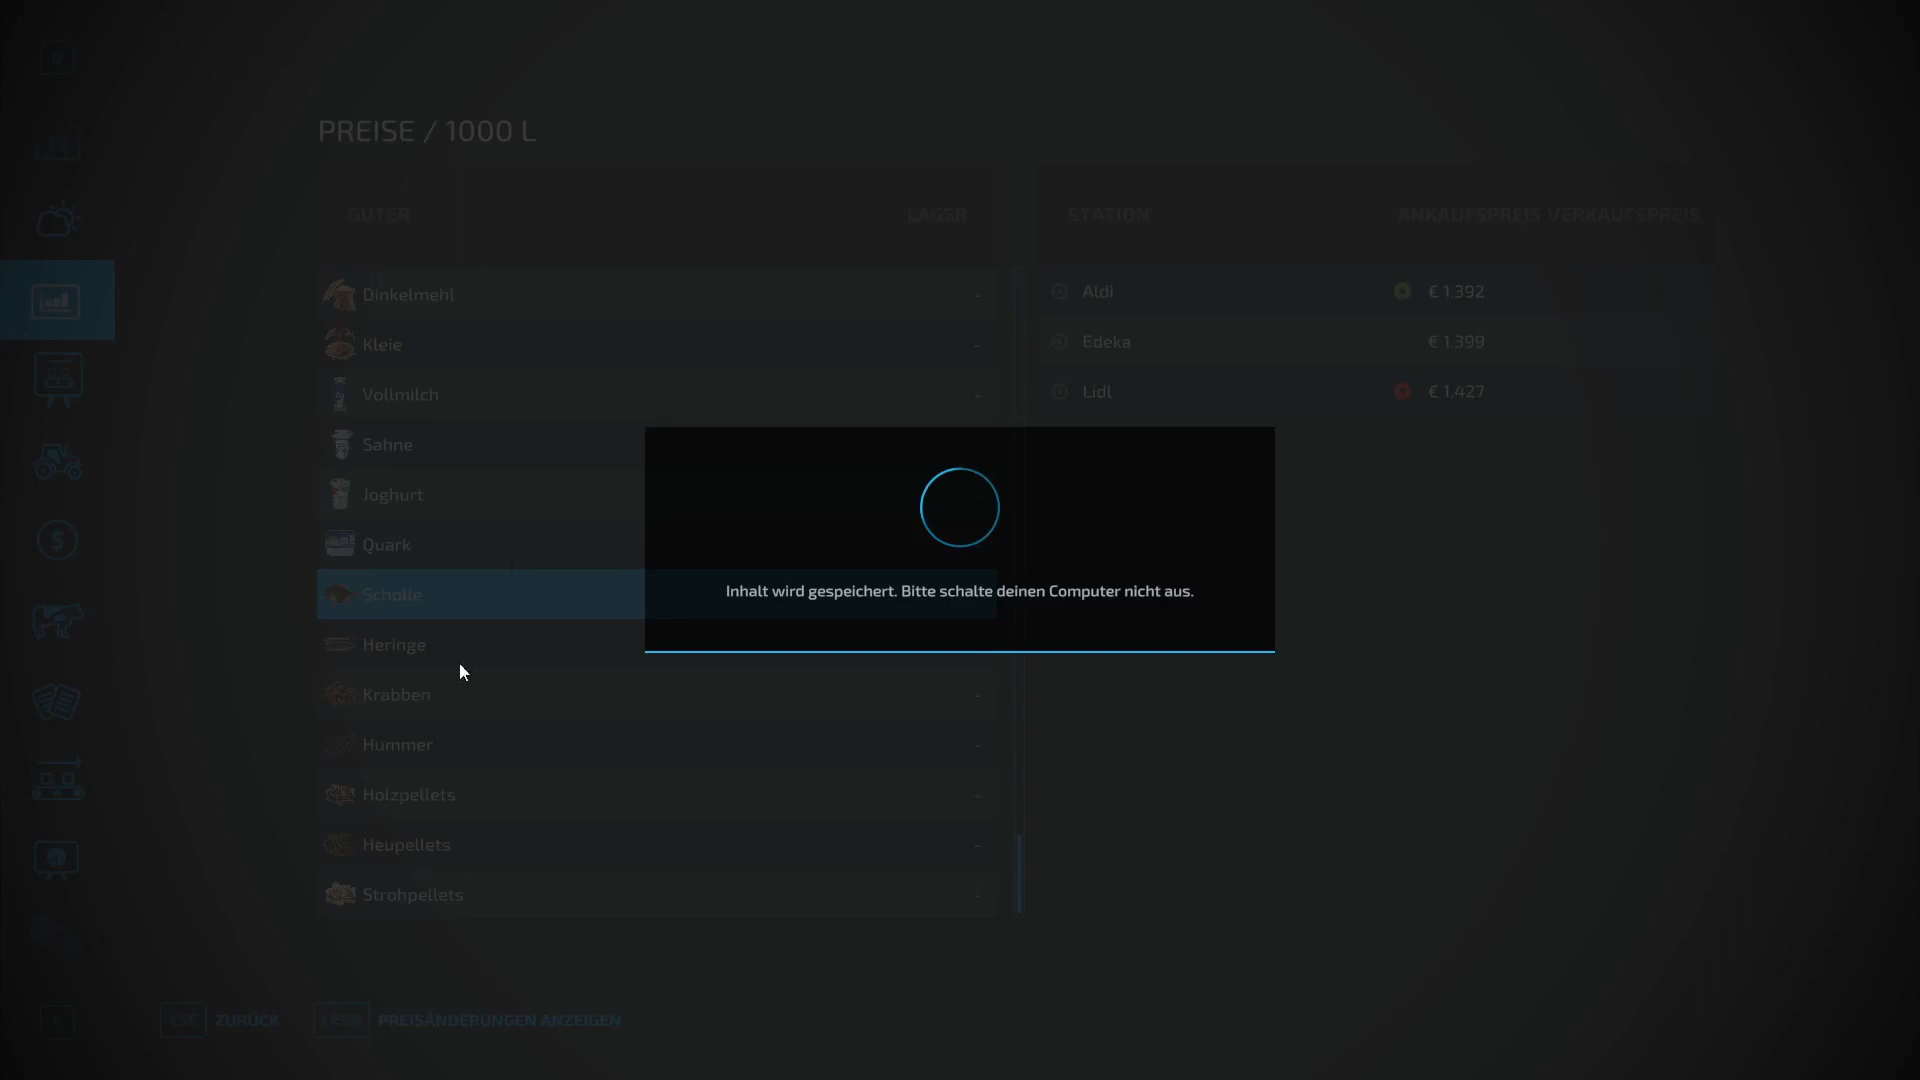 PREISE / 1000 L
GÜTER LAGER
Dinkelmehl -
Kleie -
Vollmilch -
Sahne
Joghurt
Quark
Scholle
Heringe
Krabben -
Hummer -
Holzpellets -
Heupellets -
Strohpellets -
STATION ANKAUFSPREIS VERKAUFSPREIS
Aldi € 1.392
Edeka € 1.399
Lidl € 1.427
Inhalt wird gespeichert. Bitte schalte deinen Computer nicht aus.
ESC ZURÜCK LEER PREISÄNDERUNGEN ANZEIGEN